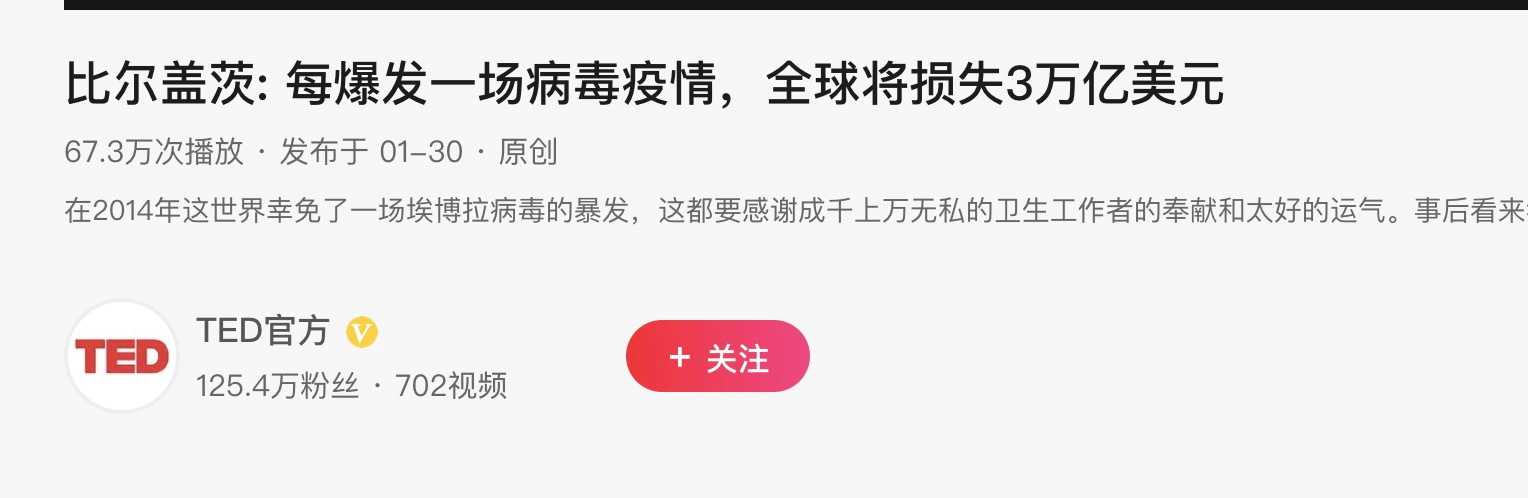 比尔盖茨: 每爆发一场病毒疫情，全球将损失3万亿美元
67.3万次播放 · 发布于 01-30 · 原创
在2014年这世界幸免了一场埃博拉病毒的暴发，这都要感谢成千上万无私的卫生工作者的奉献和太好的运气。事后看来
TED
TED官方 V
125.4万粉丝 · 702视频
+ 关注